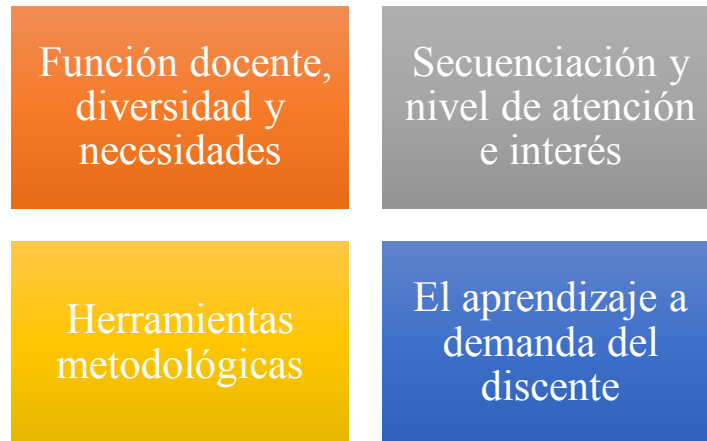 Función docente,
diversidad y
necesidades
Secuenciación y
nivel de atención
e interés
Herramientas
metodológicas
El aprendizaje a
demanda del
discente